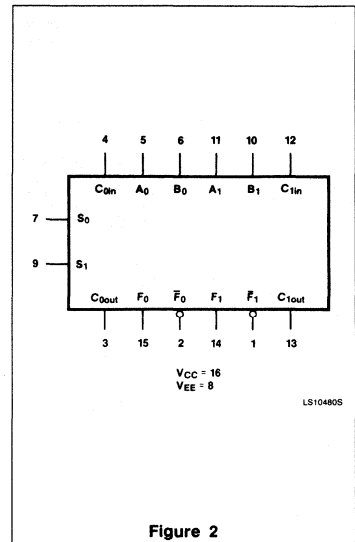 4 5 6 11 10 12
C0in A0 B0 A1 B1 C1in
7 S0
9 S1
C0out F0 F̅0 F1 F̅1 C1out
3 15 2 14 1 13
VCC = 16
VEE = 8
LS10480S
Figure 2